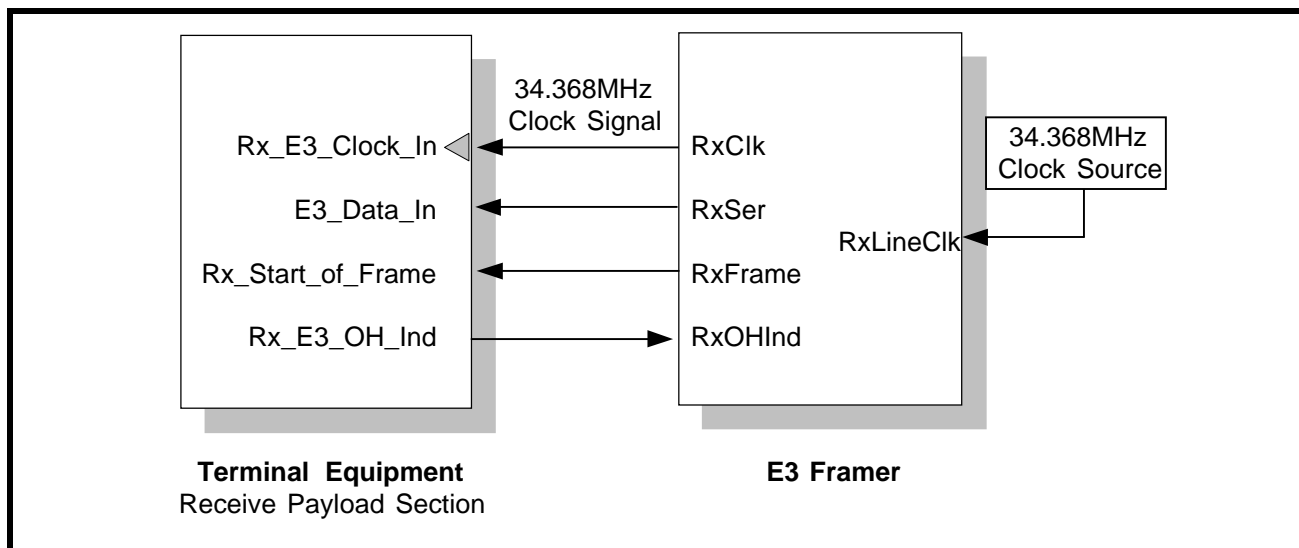 34.368MHz
Clock Signal
Rx_E3_Clock_In
E3_Data_In
Rx_Start_of_Frame
Rx_E3_OH_Ind
RxClk
RxSer
RxFrame
RxOHInd
RxLineClk
34.368MHz
Clock Source
Terminal Equipment
Receive Payload Section
E3 Framer